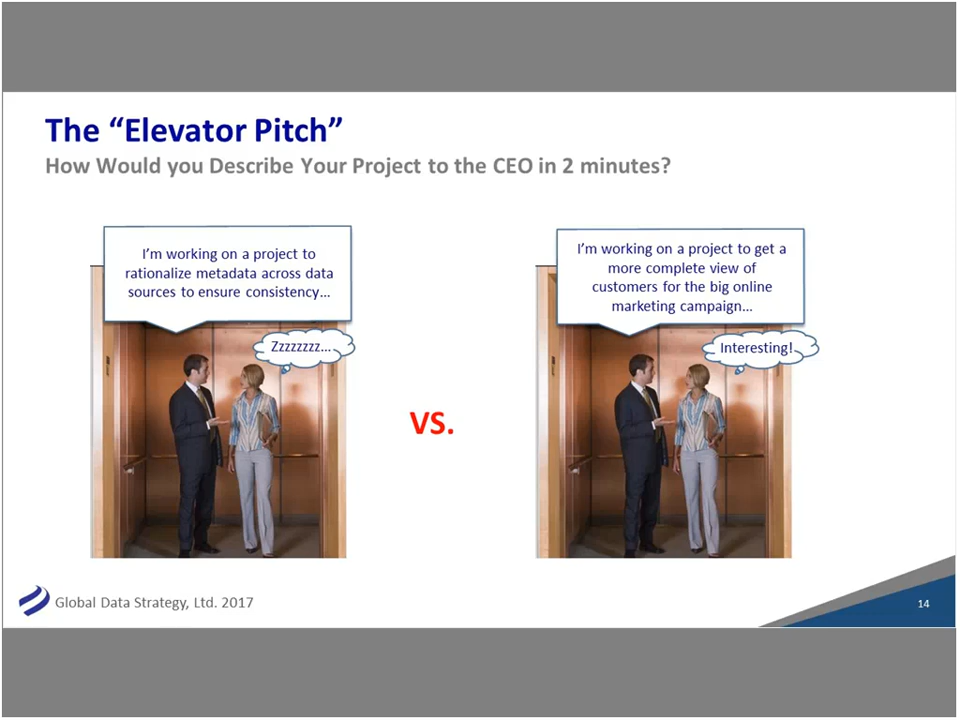 The “Elevator Pitch”
How Would you Describe Your Project to the CEO in 2 minutes?
I’m working on a project to
rationalize metadata across data
sources to ensure consistency...
Zzzzzzzz...
VS.
I’m working on a project to get a
more complete view of
customers for the big online
marketing campaign...
Interesting!
Global Data Strategy, Ltd. 2017
14